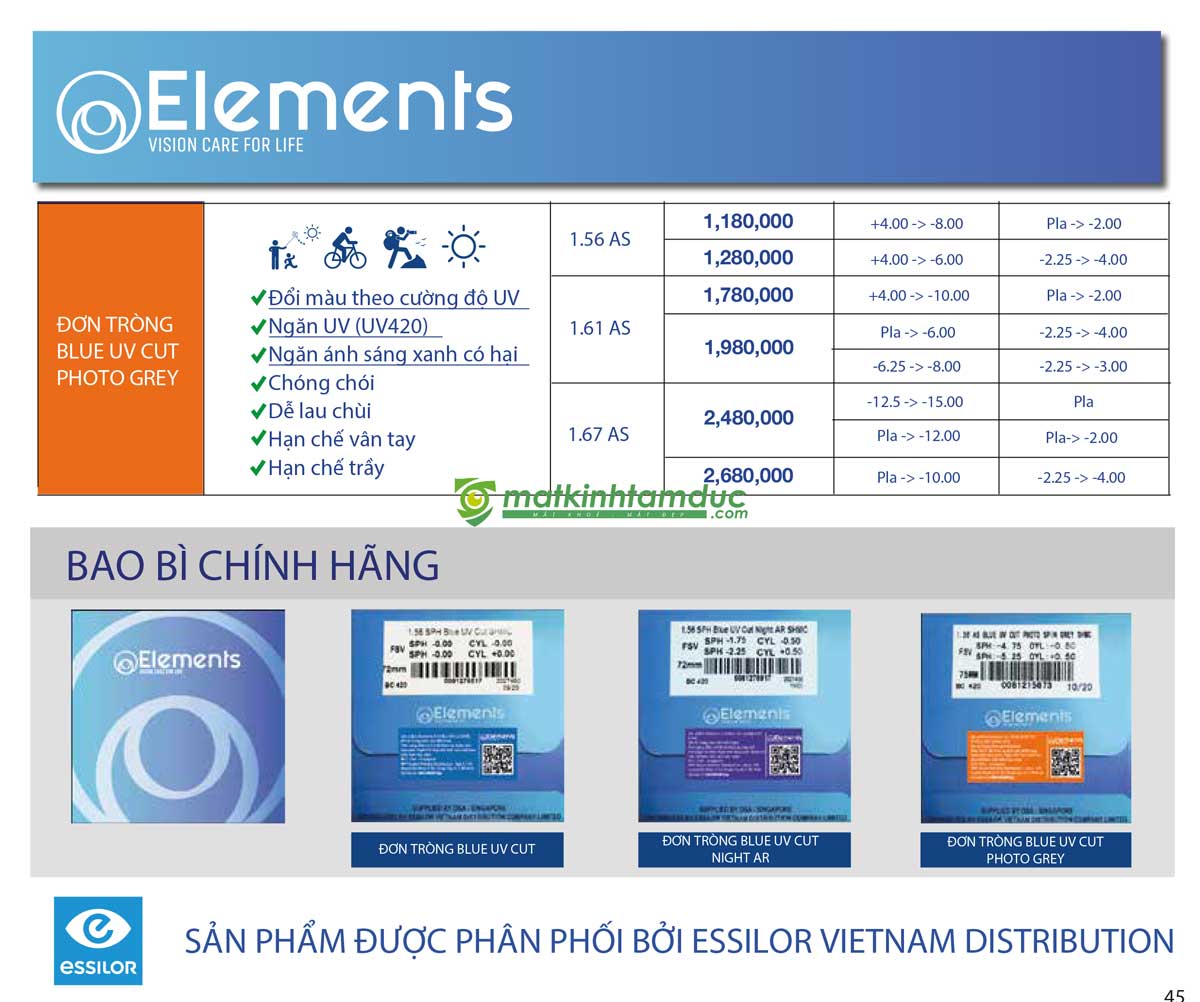 Elements
VISION CARE FOR LIFE
ĐƠN TRÒNG
BLUE UV CUT
PHOTO GREY
Đổi màu theo cường độ UV
Ngăn UV (UV420)
Ngăn ánh sáng xanh có hại
Chóng chói
Dễ lau chùi
Hạn chế vân tay
Hạn chế trầy
1.56 AS
1,180,000 +4.00 -> -8.00 Pla -> -2.00
1,280,000 +4.00 -> -6.00 -2.25 -> -4.00
1.61 AS
1,780,000 +4.00 -> -10.00 Pla -> -2.00
1,980,000 Pla -> -6.00 -2.25 -> -4.00
-6.25 -> -8.00 -2.25 -> -3.00
1.67 AS
2,480,000 -12.5 -> -15.00 Pla
Pla -> -12.00 Pla-> -2.00
2,680,000 Pla -> -10.00 -2.25 -> -4.00
matkinhtamduc
MẮT KHOẺ - MẮT ĐẸP .com
BAO BÌ CHÍNH HÃNG
Elements
VISION CARE FOR LIFE
1.56 SPH Blue UV Cut SHMC
FSV SPH -0.00 CYL -0.00
SPH -0.00 CYL +0.00
72mm
BC 420
Elements
SUPPLIED BY OSA - SINGAPORE
ĐƠN TRÒNG BLUE UV CUT
1.56 SPH Blue UV Cut Night AR SHMC
FSV SPH -1.75 CYL -0.50
SPH -2.25 CYL +0.50
72mm
BC 420
Elements
SUPPLIED BY OSA - SINGAPORE
ĐƠN TRÒNG BLUE UV CUT
NIGHT AR
1.56 AS BLUE UV CUT PHOTO SPIN GREY SHMC
FSV SPH:-4.75 CYL:-0.50
SPH:-5.25 CYL:+0.50
75MM
BC 420 0081215873 10/20
Elements
SUPPLIED BY OSA - SINGAPORE
ĐƠN TRÒNG BLUE UV CUT
PHOTO GREY
essilor
SẢN PHẨM ĐƯỢC PHÂN PHỐI BỞI ESSILOR VIETNAM DISTRIBUTION
45